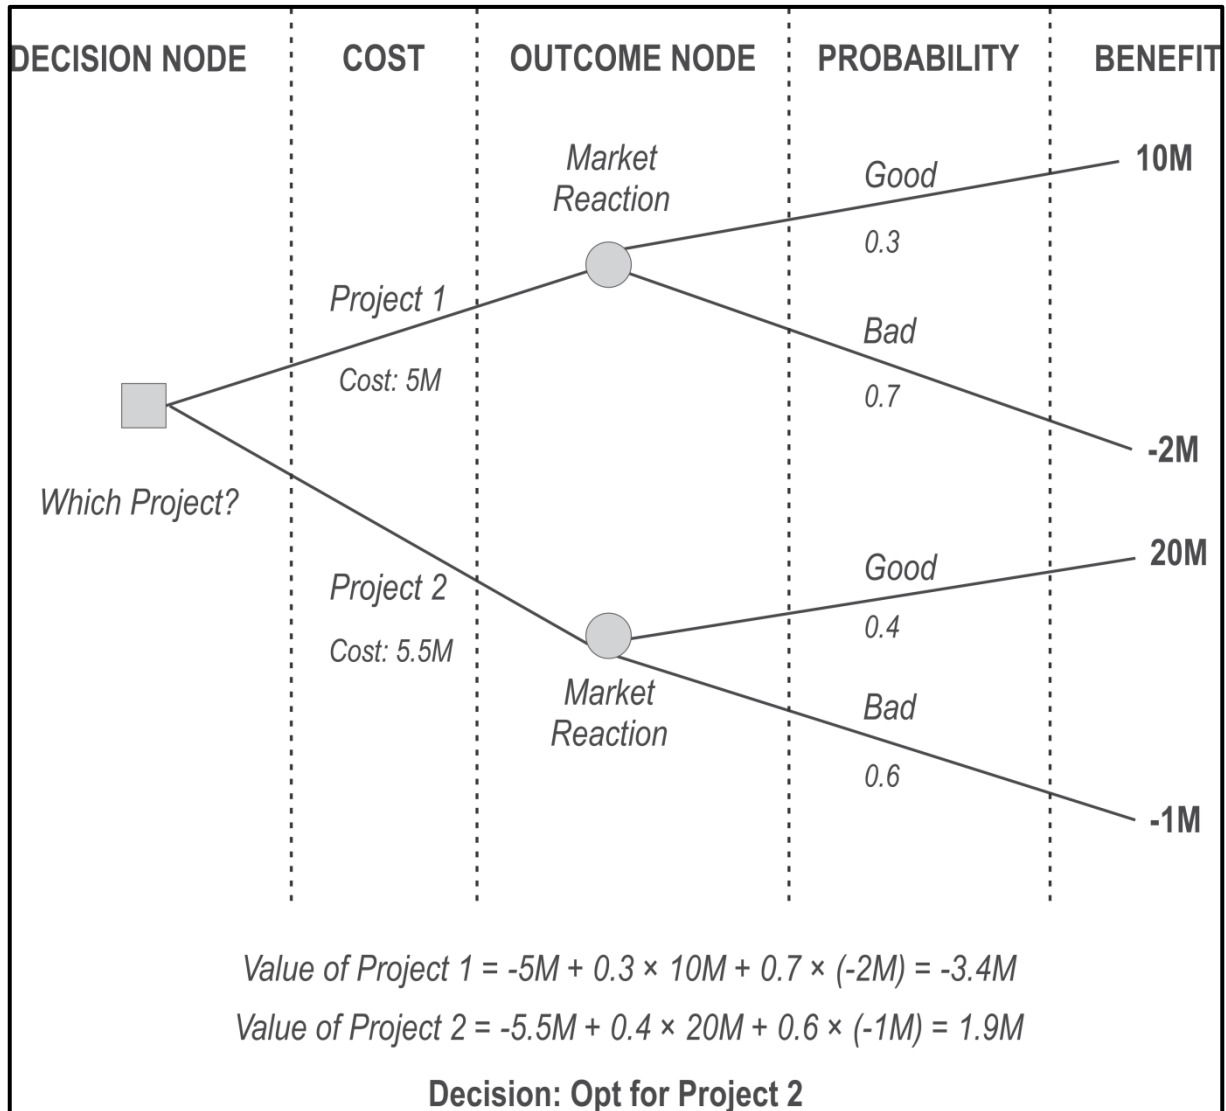 DECISION NODE COST OUTCOME NODE PROBABILITY BENEFIT
Market
Reaction
Good
0.3
10M
Project 1
Cost: 5M
Bad
0.7
-2M
Which Project?
Project 2
Cost: 5.5M
Good
0.4
20M
Market
Reaction
Bad
0.6
-1M
Value of Project 1 = -5M + 0.3 × 10M + 0.7 × (-2M) = -3.4M
Value of Project 2 = -5.5M + 0.4 × 20M + 0.6 × (-1M) = 1.9M
Decision: Opt for Project 2